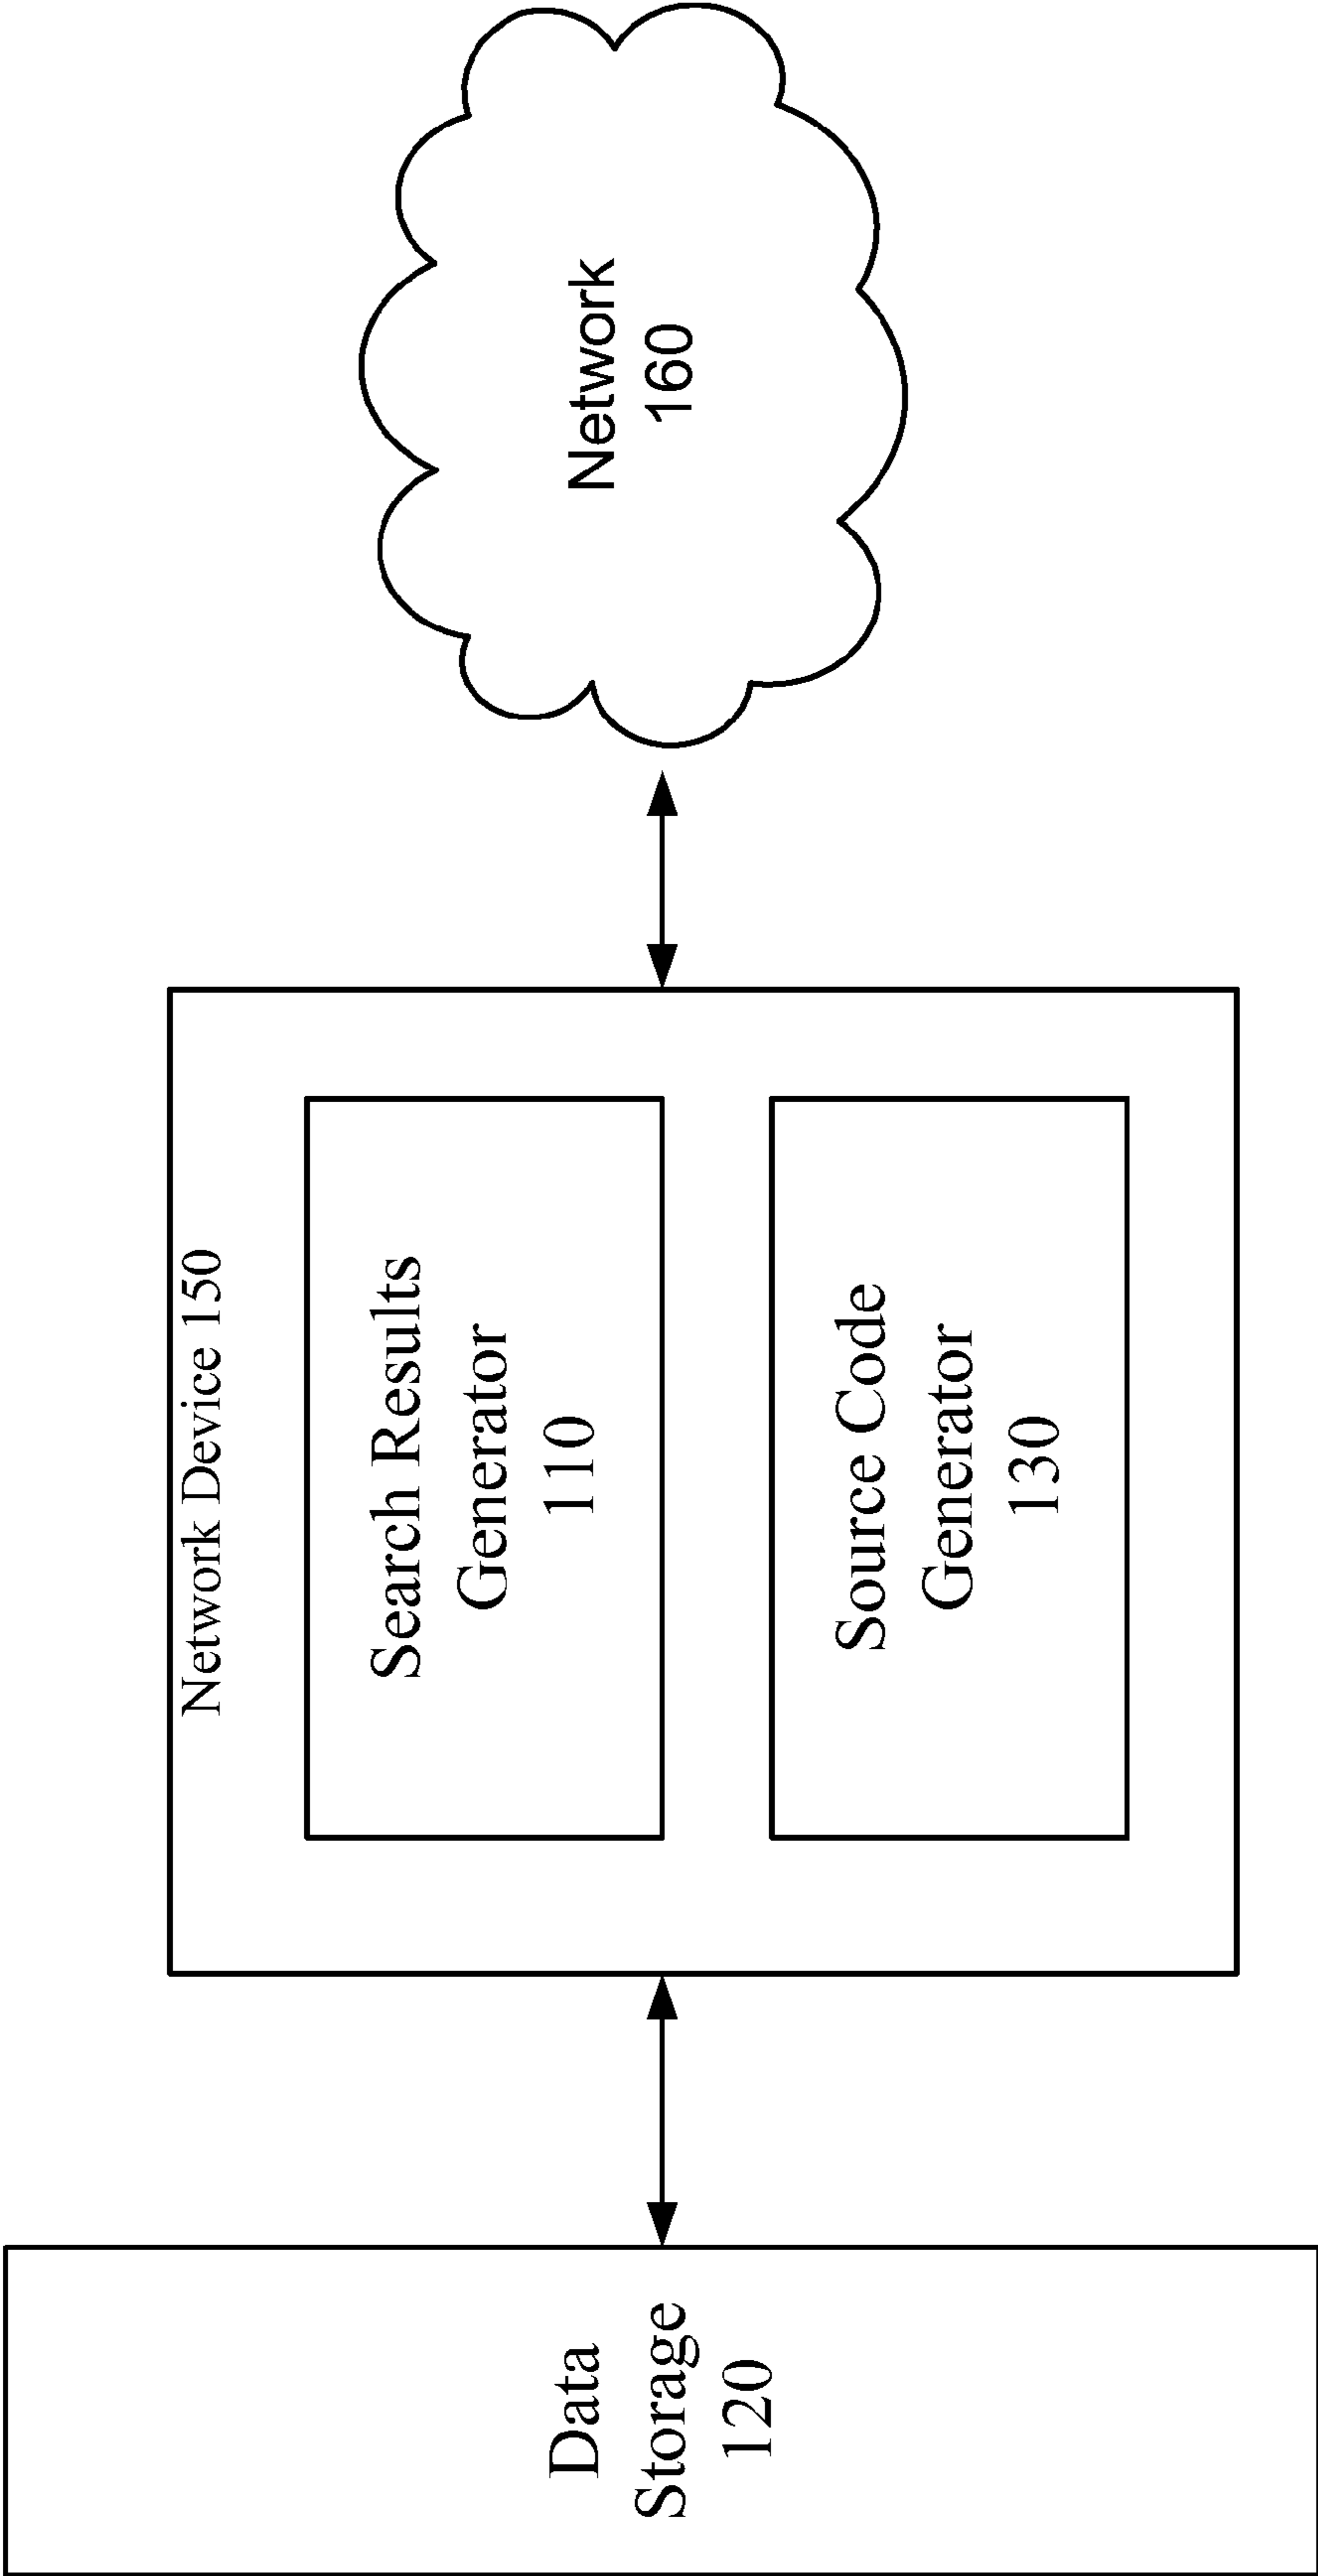 Data
Storage
120
Network Device 150
Search Results
Generator
110
Source Code
Generator
130
Network
160